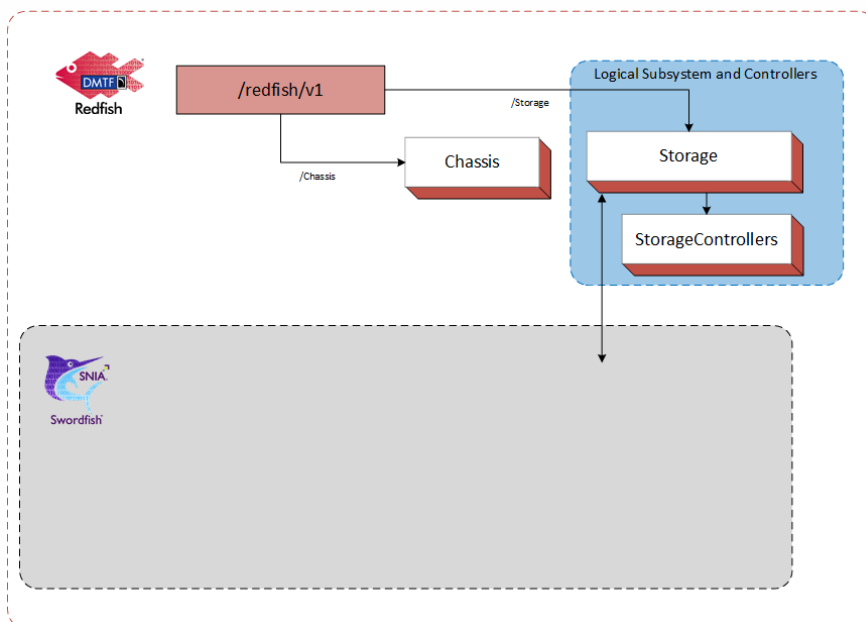 DMTF
Redfish
/redfish/v1
/Storage
Logical Subsystem and Controllers
Storage
/Chassis
Chassis
StorageControllers
SNIA
Swordfish